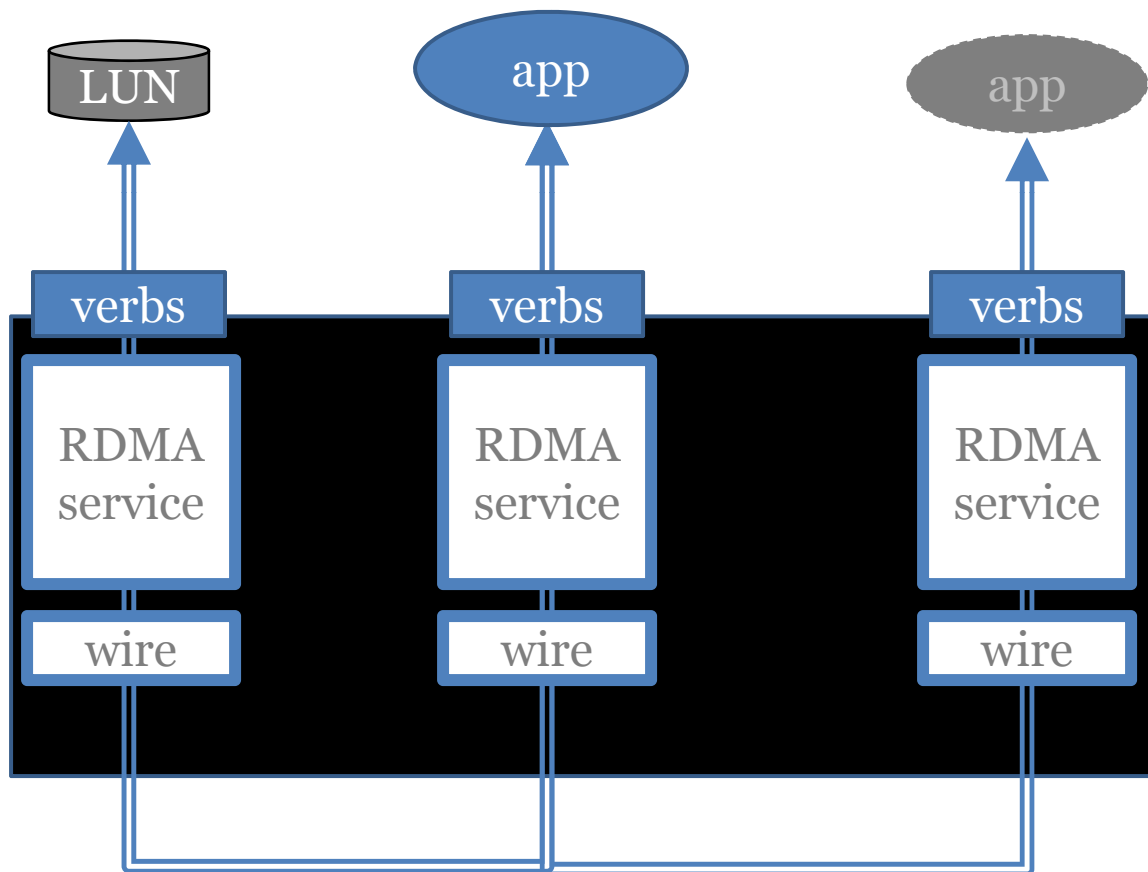 LUN
app
app
verbs
verbs
verbs
RDMA
service
RDMA
service
RDMA
service
wire
wire
wire